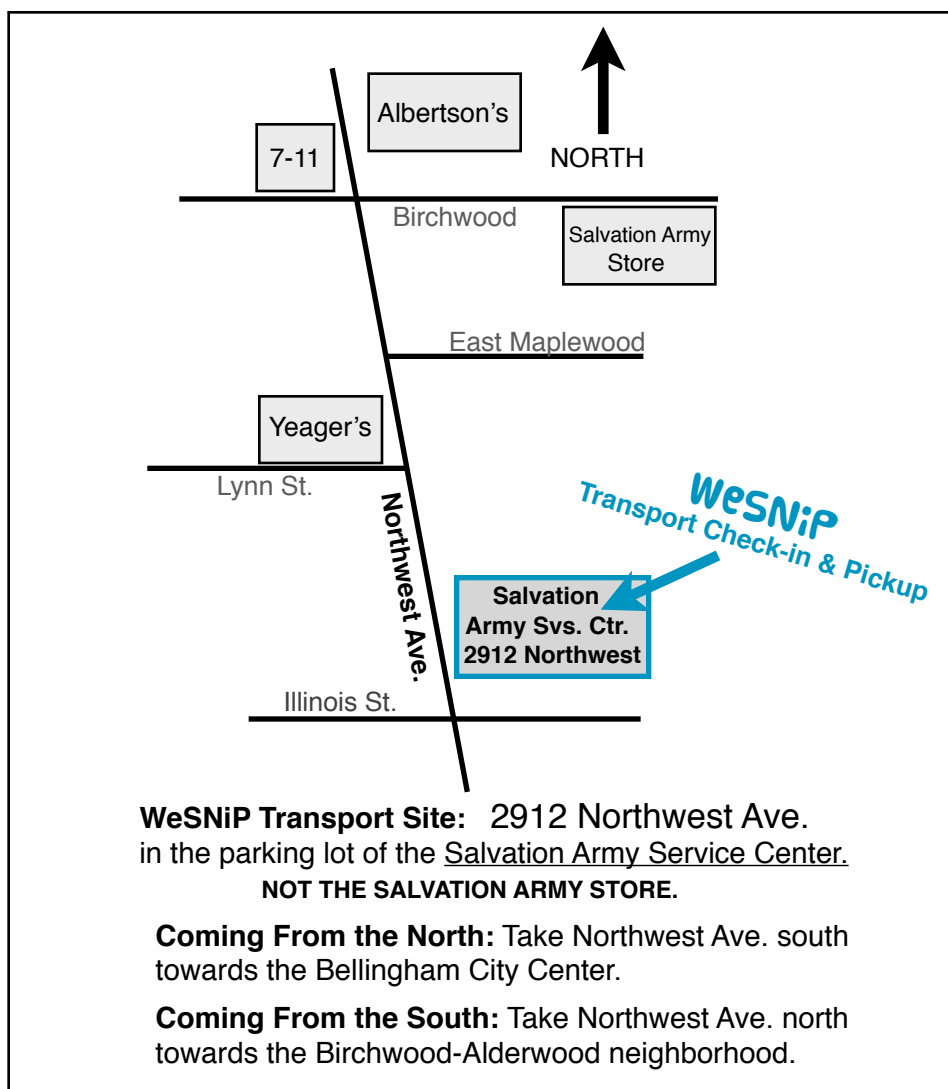 Albertson’s
7-11
NORTH
Birchwood
Salvation Army
Store
East Maplewood
Yeager’s
Lynn St.
Northwest Ave.
WeSNiP
Transport Check-in & Pickup
Salvation
Army Svs. Ctr.
2912 Northwest
Illinois St.
WeSNiP Transport Site: 2912 Northwest Ave.
in the parking lot of the Salvation Army Service Center.
NOT THE SALVATION ARMY STORE.
Coming From the North: Take Northwest Ave. south
towards the Bellingham City Center.
Coming From the South: Take Northwest Ave. north
towards the Birchwood-Alderwood neighborhood.